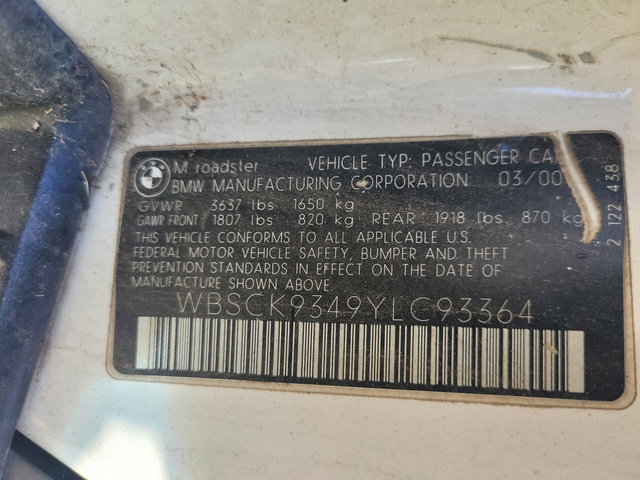 M roadster VEHICLE TYP: PASSENGER CA
BMW MANUFACTURING CORPORATION 03/00
GVWR 3637 lbs 1650 kg
GAWR FRONT 1807 lbs 820 kg REAR 1918 lbs. 870 kg
THIS VEHICLE CONFORMS TO ALL APPLICABLE U.S.
FEDERAL MOTOR VEHICLE SAFETY, BUMPER AND THEFT
PREVENTION STANDARDS IN EFFECT ON THE DATE OF
MANUFACTURE SHOWN ABOVE.
WBSCK9349YLC93364
2 122 438